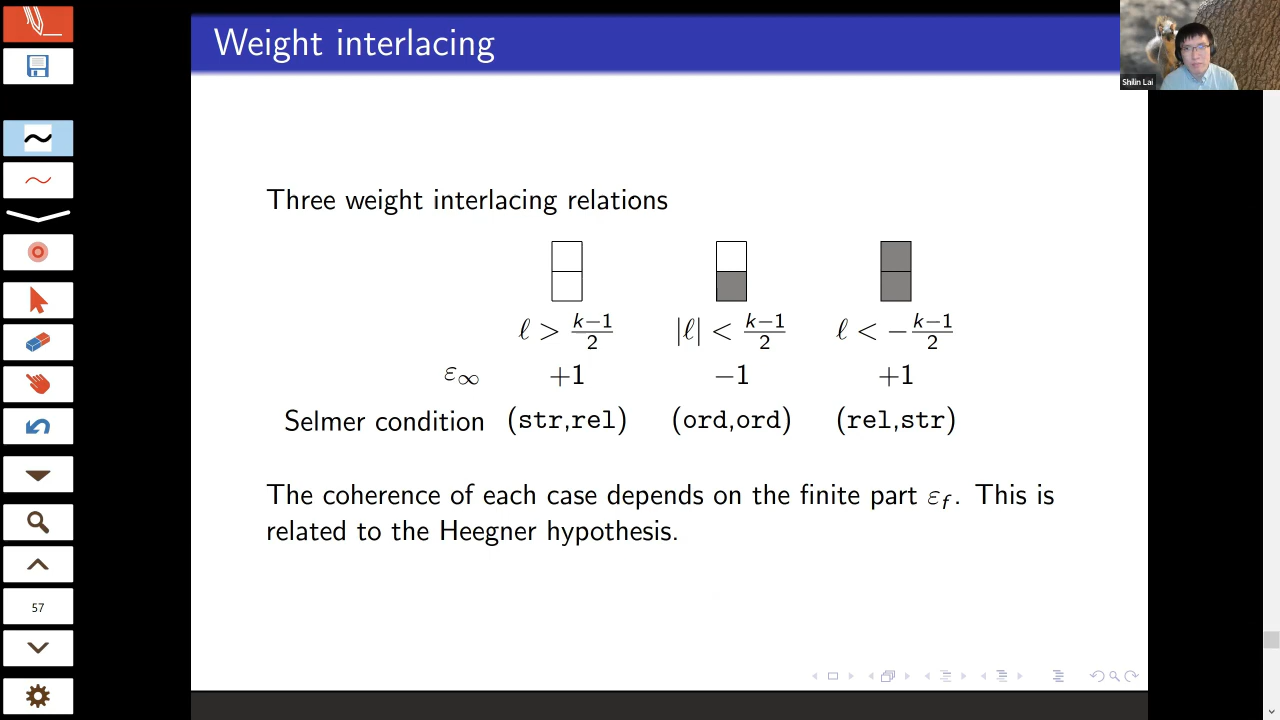 Weight interlacing
Shilin Lai
Three weight interlacing relations
ℓ > (k−1)/2 |ℓ| < (k−1)/2 ℓ < −(k−1)/2
ε∞ +1 −1 +1
Selmer condition (str,rel) (ord,ord) (rel,str)
The coherence of each case depends on the finite part εf. This is
related to the Heegner hypothesis.
57